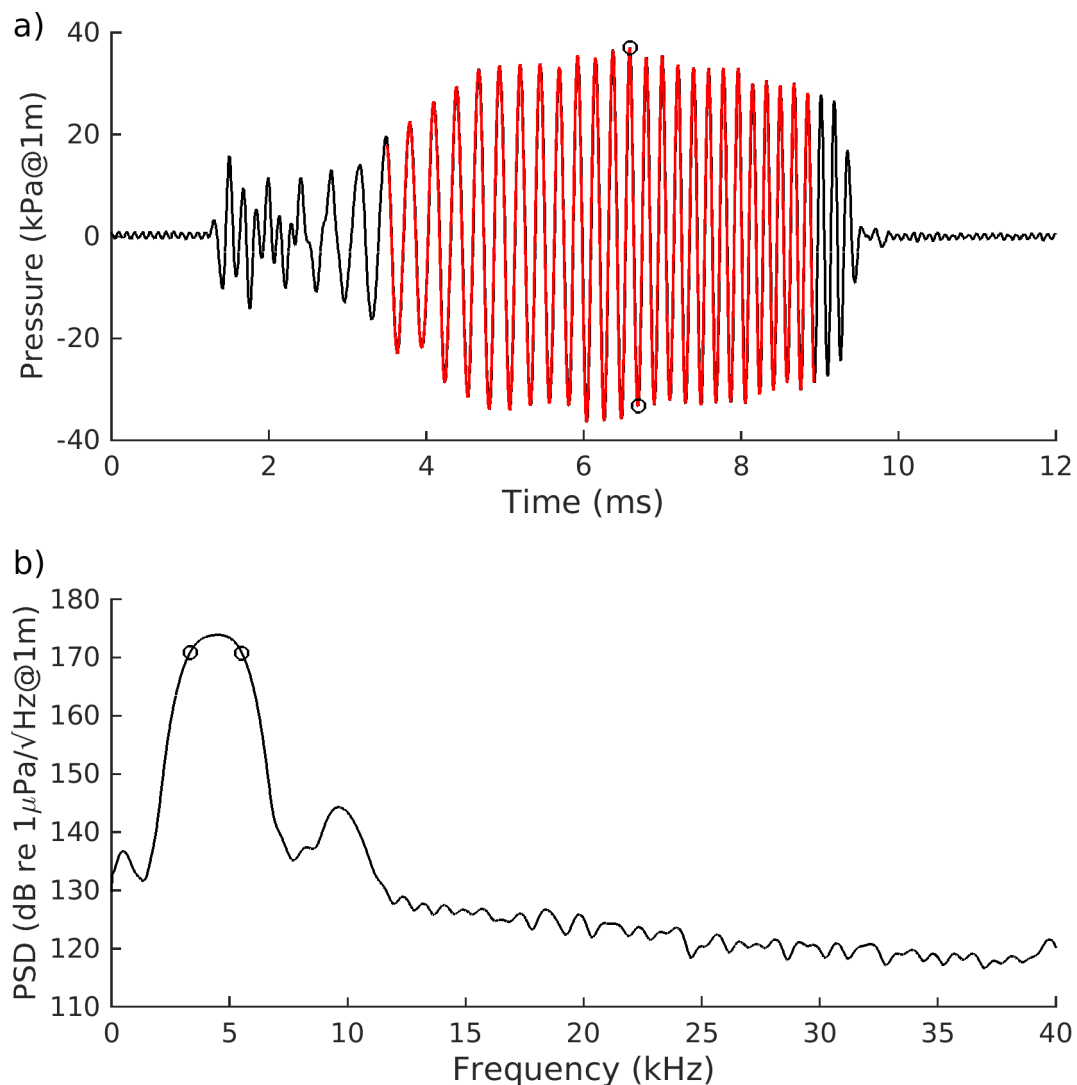 a)
Pressure (kPa@1m)
40
20
0
-20
-40
0 2 4 6 8 10 12
Time (ms)
b)
PSD (dB re 1μPa/√Hz@1m)
180
170
160
150
140
130
120
110
0 5 10 15 20 25 30 35 40
Frequency (kHz)